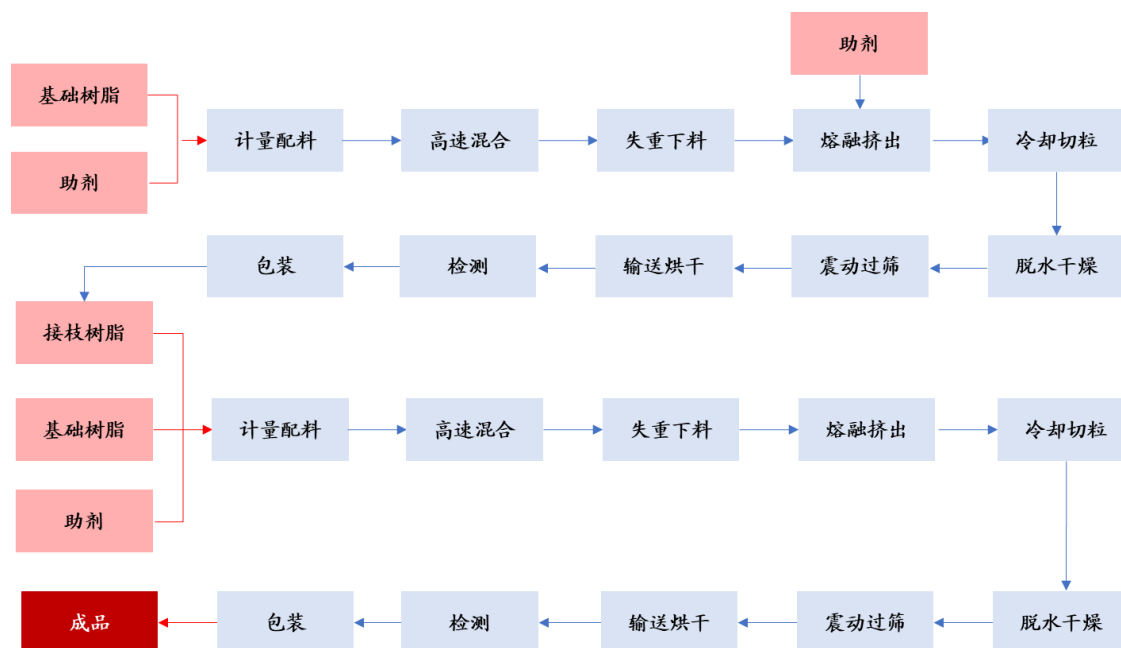 助剂
基础树脂
助剂
计量配料
高速混合
失重下料
熔融挤出
冷却切粒
脱水干燥
震动过筛
输送烘干
检测
包装
接枝树脂
基础树脂
助剂
计量配料
高速混合
失重下料
熔融挤出
冷却切粒
脱水干燥
震动过筛
输送烘干
检测
包装
成品